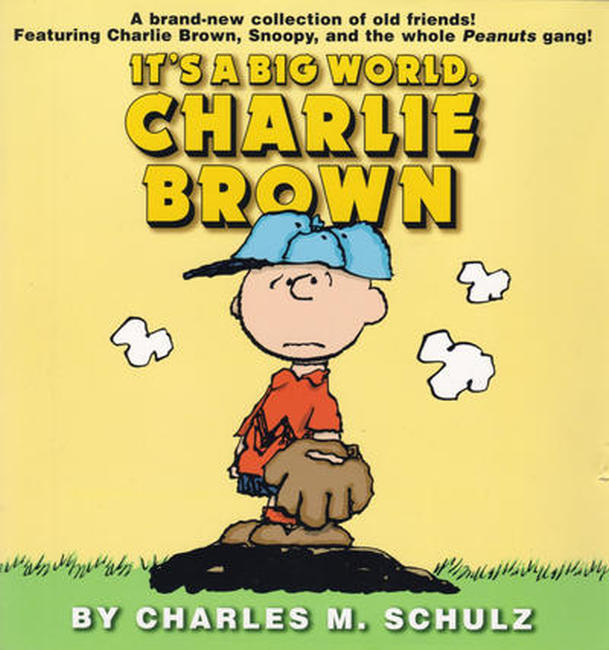 A brand-new collection of old friends!
Featuring Charlie Brown, Snoopy, and the whole Peanuts gang!
IT'S A BIG WORLD,
CHARLIE
BROWN
BY CHARLES M. SCHULZ